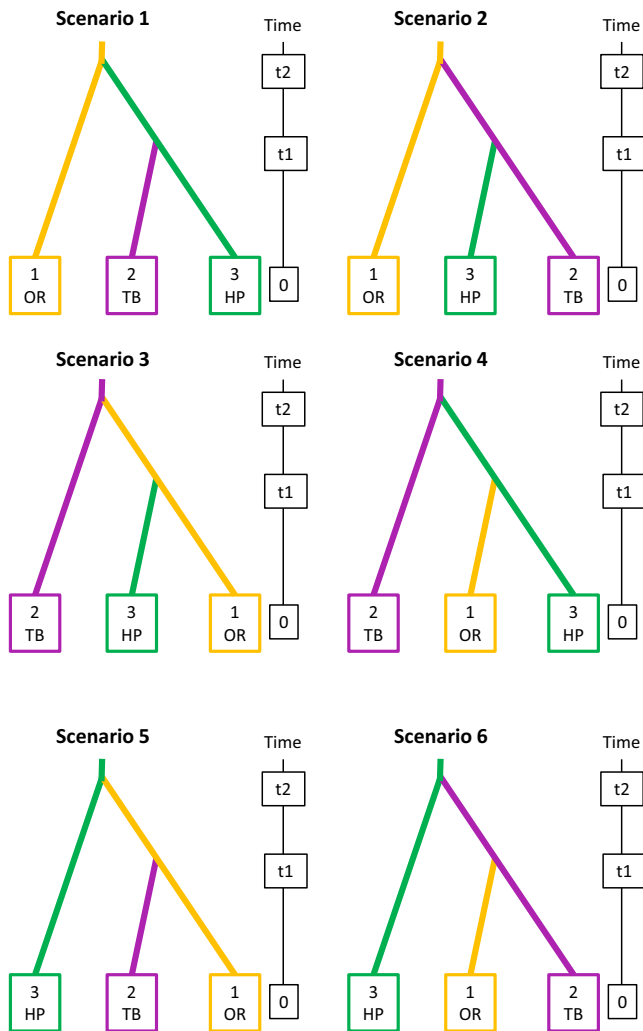 Scenario 1
Time
t2
t1
1
OR
2
TB
3
HP
0
Scenario 2
Time
t2
t1
1
OR
3
HP
2
TB
0
Scenario 3
Time
t2
t1
2
TB
3
HP
1
OR
0
Scenario 4
Time
t2
t1
2
TB
1
OR
3
HP
0
Scenario 5
Time
t2
t1
3
HP
2
TB
1
OR
0
Scenario 6
Time
t2
t1
3
HP
1
OR
2
TB
0